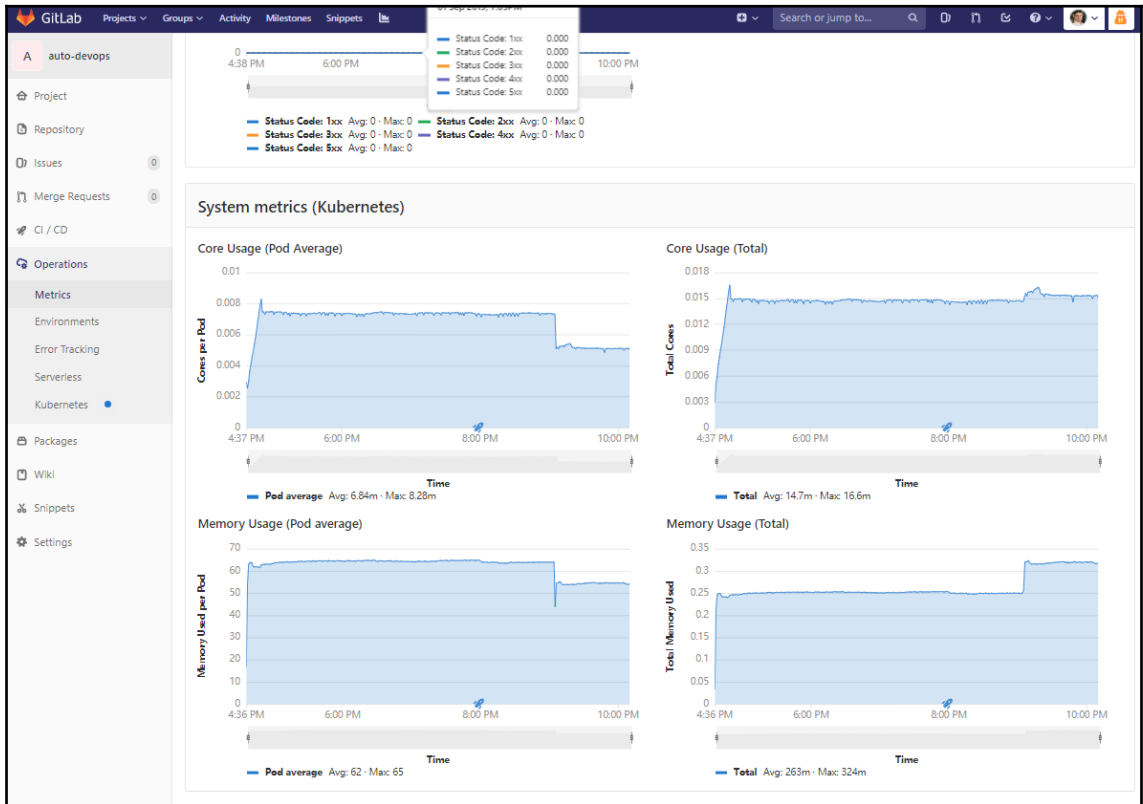 GitLab Projects Groups Activity Milestones Snippets Search or jump to...
A auto-devops
Project
Repository
Issues 0
Merge Requests 0
CI / CD
Operations
Metrics
Environments
Error Tracking
Serverless
Kubernetes
Packages
Wiki
Snippets
Settings
Status Code: 1xx 0.000
Status Code: 2xx 0.000
Status Code: 3xx 0.000
Status Code: 4xx 0.000
Status Code: 5xx 0.000
0
4:38 PM 6:00 PM 10:00 PM
Status Code: 1xx Avg: 0 · Max: 0 Status Code: 2xx Avg: 0 · Max: 0
Status Code: 3xx Avg: 0 · Max: 0 Status Code: 4xx Avg: 0 · Max: 0
Status Code: 5xx Avg: 0 · Max: 0
System metrics (Kubernetes)
Core Usage (Pod Average)
Cores per Pod
0.01
0.008
0.006
0.004
0.002
0
4:37 PM 6:00 PM 8:00 PM 10:00 PM
Time
Pod average Avg: 6.84m · Max: 8.28m
Core Usage (Total)
Total Cores
0.018
0.015
0.012
0.009
0.006
0.003
0
4:37 PM 6:00 PM 8:00 PM 10:00 PM
Time
Total Avg: 14.7m · Max: 16.6m
Memory Usage (Pod average)
Memory Used per Pod
70
60
50
40
30
20
10
0
4:36 PM 6:00 PM 8:00 PM 10:00 PM
Time
Pod average Avg: 62 · Max: 65
Memory Usage (Total)
Total Memory Used
0.35
0.3
0.25
0.2
0.15
0.1
0.05
0
4:36 PM 6:00 PM 8:00 PM 10:00 PM
Time
Total Avg: 263m · Max: 324m